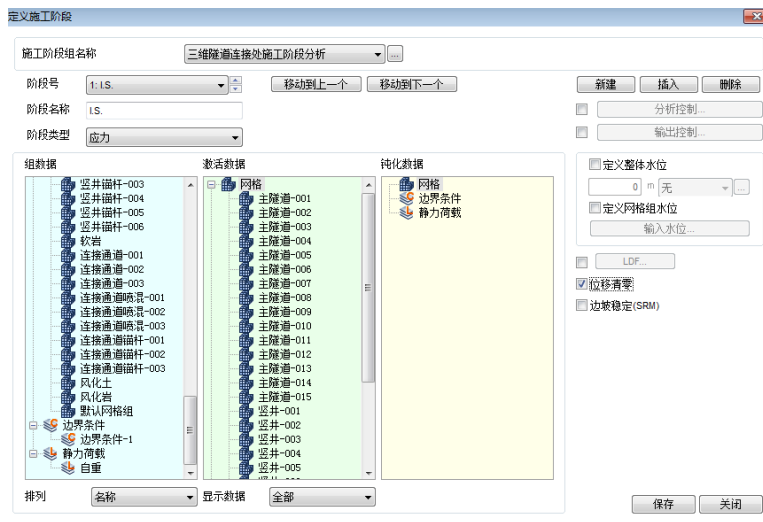 定义施工阶段
施工阶段组名称 三维隧道连接处施工阶段分析 ...
阶段号 1: I.S. 移动到上一个 移动到下一个 新建 插入 删除
阶段名称 I.S. 分析控制...
阶段类型 应力 输出控制...
组数据
竖井锚杆-003
竖井锚杆-004
竖井锚杆-005
竖井锚杆-006
软岩
连接通道-001
连接通道-002
连接通道-003
连接通道喷混-001
连接通道喷混-002
连接通道喷混-003
连接通道锚杆-001
连接通道锚杆-002
连接通道锚杆-003
风化土
风化岩
默认网格组
边界条件
边界条件-1
静力荷载
自重
激活数据
网格
主隧道-001
主隧道-002
主隧道-003
主隧道-004
主隧道-005
主隧道-006
主隧道-007
主隧道-008
主隧道-009
主隧道-010
主隧道-011
主隧道-012
主隧道-013
主隧道-014
主隧道-015
竖井-001
竖井-002
竖井-003
竖井-004
竖井-005
钝化数据
网格
边界条件
静力荷载
定义整体水位
0 m 无 ...
定义网格组水位
输入水位...
LDF...
位移清零
边坡稳定(SRM)
排列 名称 显示数据 全部
保存 关闭